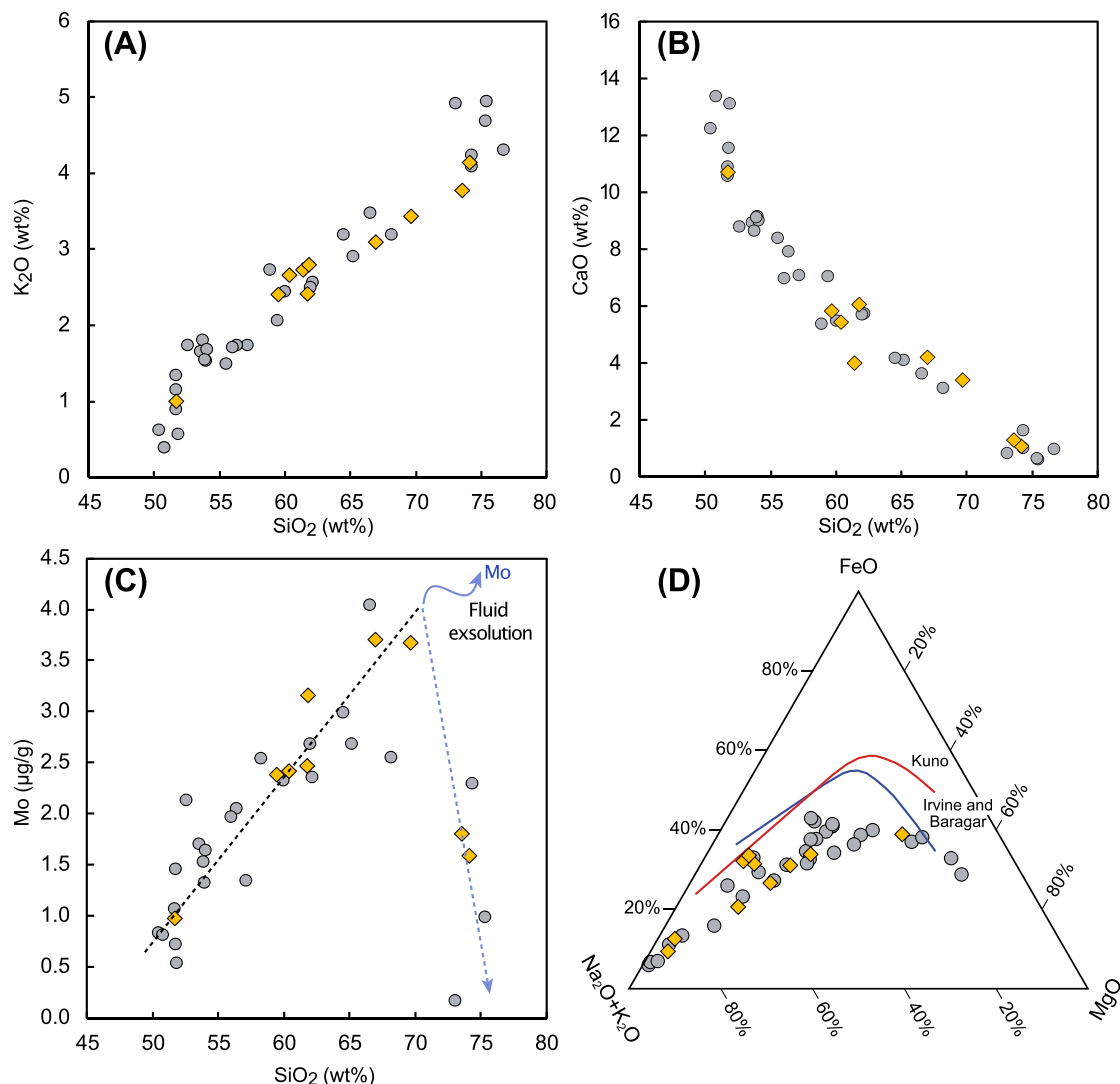 (A)
6
5
4
3
2
1
0
K₂O (wt%)
45 50 55 60 65 70 75 80
SiO₂ (wt%)
(B)
16
14
12
10
8
6
4
2
0
CaO (wt%)
45 50 55 60 65 70 75 80
SiO₂ (wt%)
(C)
4.5
4.0
3.5
3.0
2.5
2.0
1.5
1.0
0.5
0.0
Mo (µg/g)
Mo
Fluid
exsolution
45 50 55 60 65 70 75 80
SiO₂ (wt%)
(D)
FeO
80%
60%
40%
20%
20%
40%
60%
80%
Kuno
Irvine and
Baragar
Na₂O+K₂O
80%
60%
40%
20%
MgO